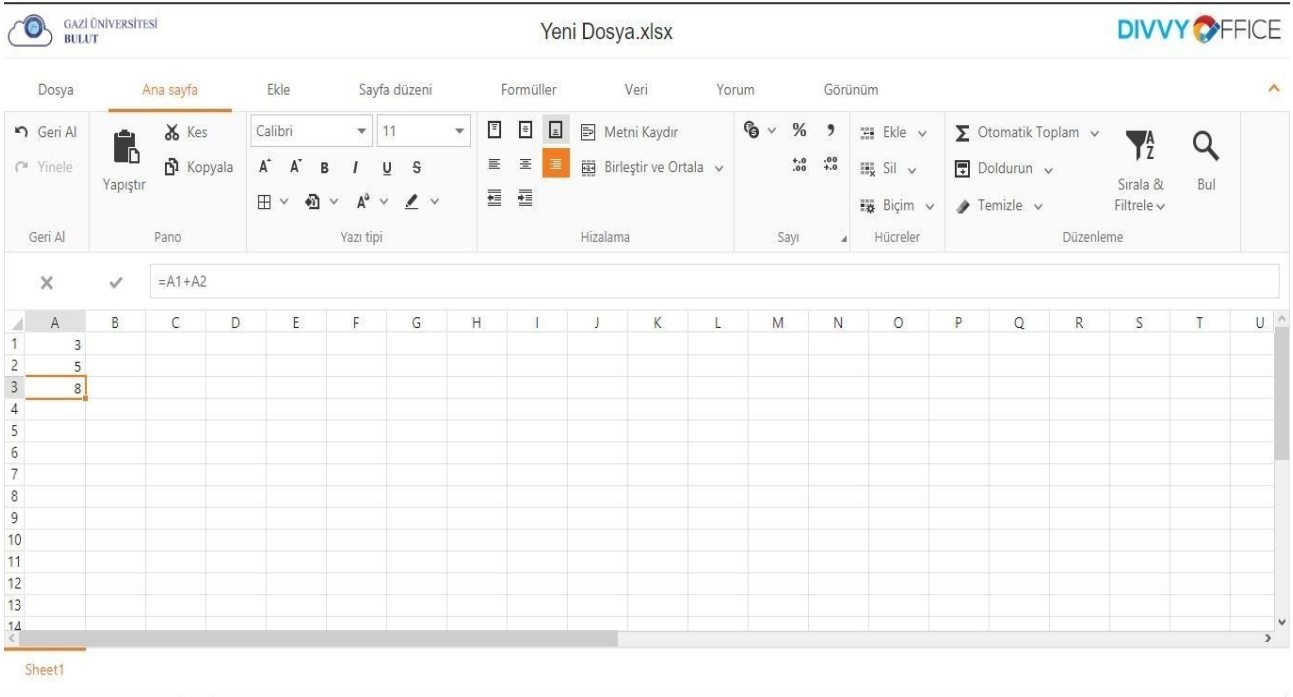 GAZİ ÜNİVERSİTESİ
BULUT
Yeni Dosya.xlsx
DIVVY OFFICE
Dosya Ana sayfa Ekle Sayfa düzeni Formüller Veri Yorum Görünüm
Geri Al Kes Calibri 11 Metni Kaydır % Ekle Otomatik Toplam
Yinele Yapıştır Kopyala A A B I U S Birleştir ve Ortala Sil Doldurun Sırala & Filtrele Bul
Biçim Temizle
Geri Al Pano Yazı tipi Hizalama Sayı Hücreler Düzenleme
=A1+A2
A B C D E F G H I J K L M N O P Q R S T U
1 3
2 5
3 8
4
5
6
7
8
9
10
11
12
13
14
Sheet1